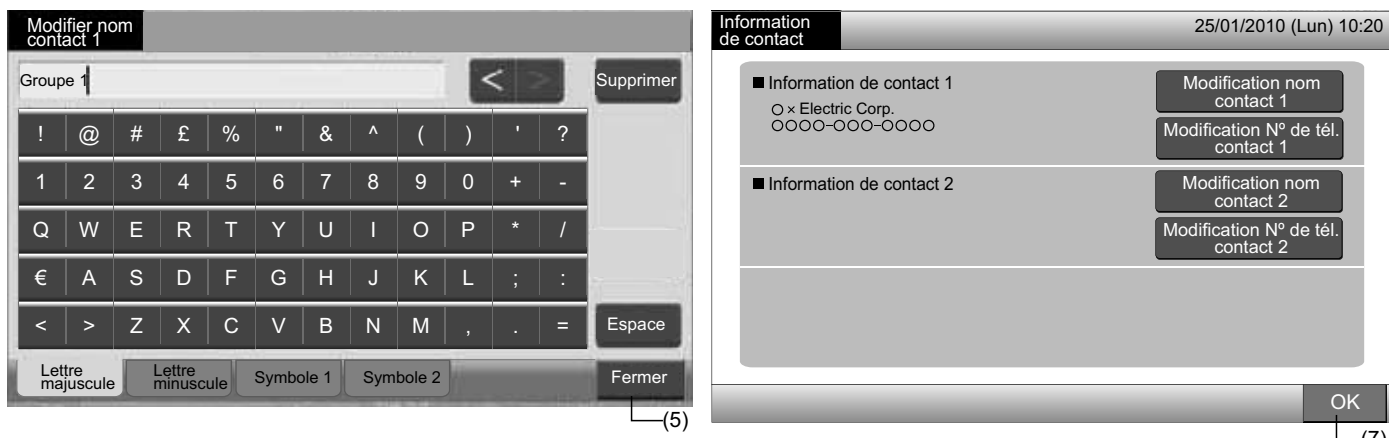 Modifier nom
contact 1
Groupe 1
< >
Supprimer
! @ # £ % " & ^ ( ) ' ?
1 2 3 4 5 6 7 8 9 0 + -
Q W E R T Y U I O P * /
€ A S D F G H J K L ; :
< > Z X C V B N M , . =
Espace
Lettre
majuscule
Lettre
minuscule
Symbole 1
Symbole 2
Fermer
(5)
Information
de contact
25/01/2010 (Lun) 10:20
■ Information de contact 1
○× Electric Corp.
○○○○-○○○-○○○○
Modification nom
contact 1
Modification Nº de tél.
contact 1
■ Information de contact 2
Modification nom
contact 2
Modification Nº de tél.
contact 2
OK
(7)